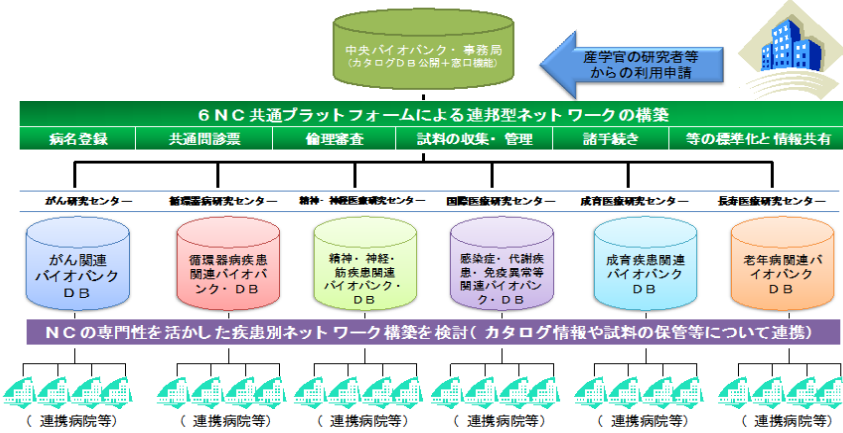 中央バイオバンク・事務局
(カタログDB公開+窓口機能)
産学官の研究者等
からの利用申請
6NC共通プラットフォームによる連邦型ネットワークの構築
病名登録 共通問診票 倫理審査 試料の収集・管理 諸手続き 等の標準化と情報共有
がん研究センター 循環器病研究センター 精神・神経医療研究センター 国際医療研究センター 成育医療研究センター 長寿医療研究センター
がん関連
バイオバンク
DB
循環器病疾患
関連バイオバ
ンク・DB
精神・神経・
筋疾患関連
バイオバンク・
DB
感染症・代謝疾
患・免疫異常等
関連バイオバン
ク・DB
成育疾患関連
バイオバンク
DB
老年病関連バ
イオバンク
DB
NCの専門性を活かした疾患別ネットワーク構築を検討(カタログ情報や試料の保管等について連携)
(連携病院等) (連携病院等) (連携病院等) (連携病院等) (連携病院等) (連携病院等)